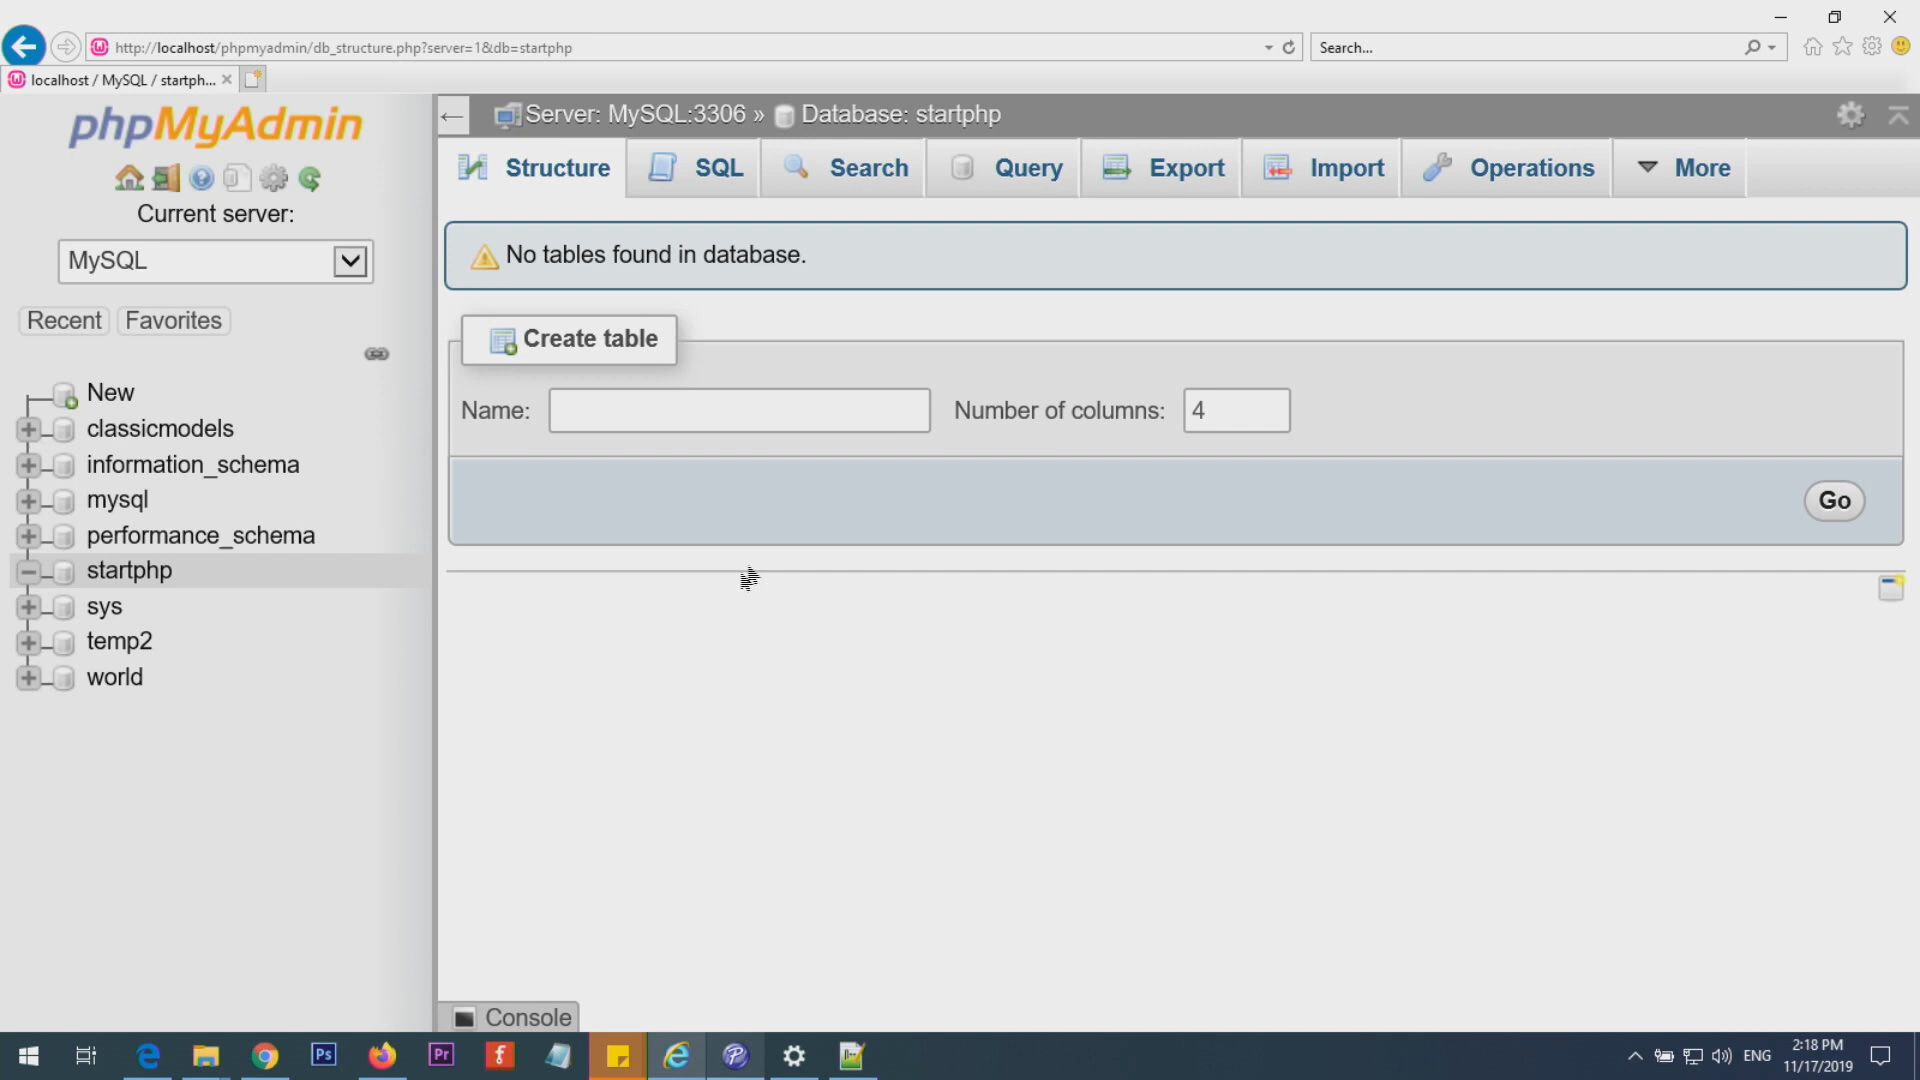 http://localhost/phpmyadmin/db_structure.php?server=1&db=startphp
Search...
localhost / MySQL / startph...
phpMyAdmin
Current server:
MySQL
Recent
Favorites
New
classicmodels
information_schema
mysql
performance_schema
startphp
sys
temp2
world
Server: MySQL:3306 » Database: startphp
Structure
SQL
Search
Query
Export
Import
Operations
More
No tables found in database.
Create table
Name:
Number of columns: 4
Go
Console
Ps
Pr
f
ENG
2:18 PM
11/17/2019